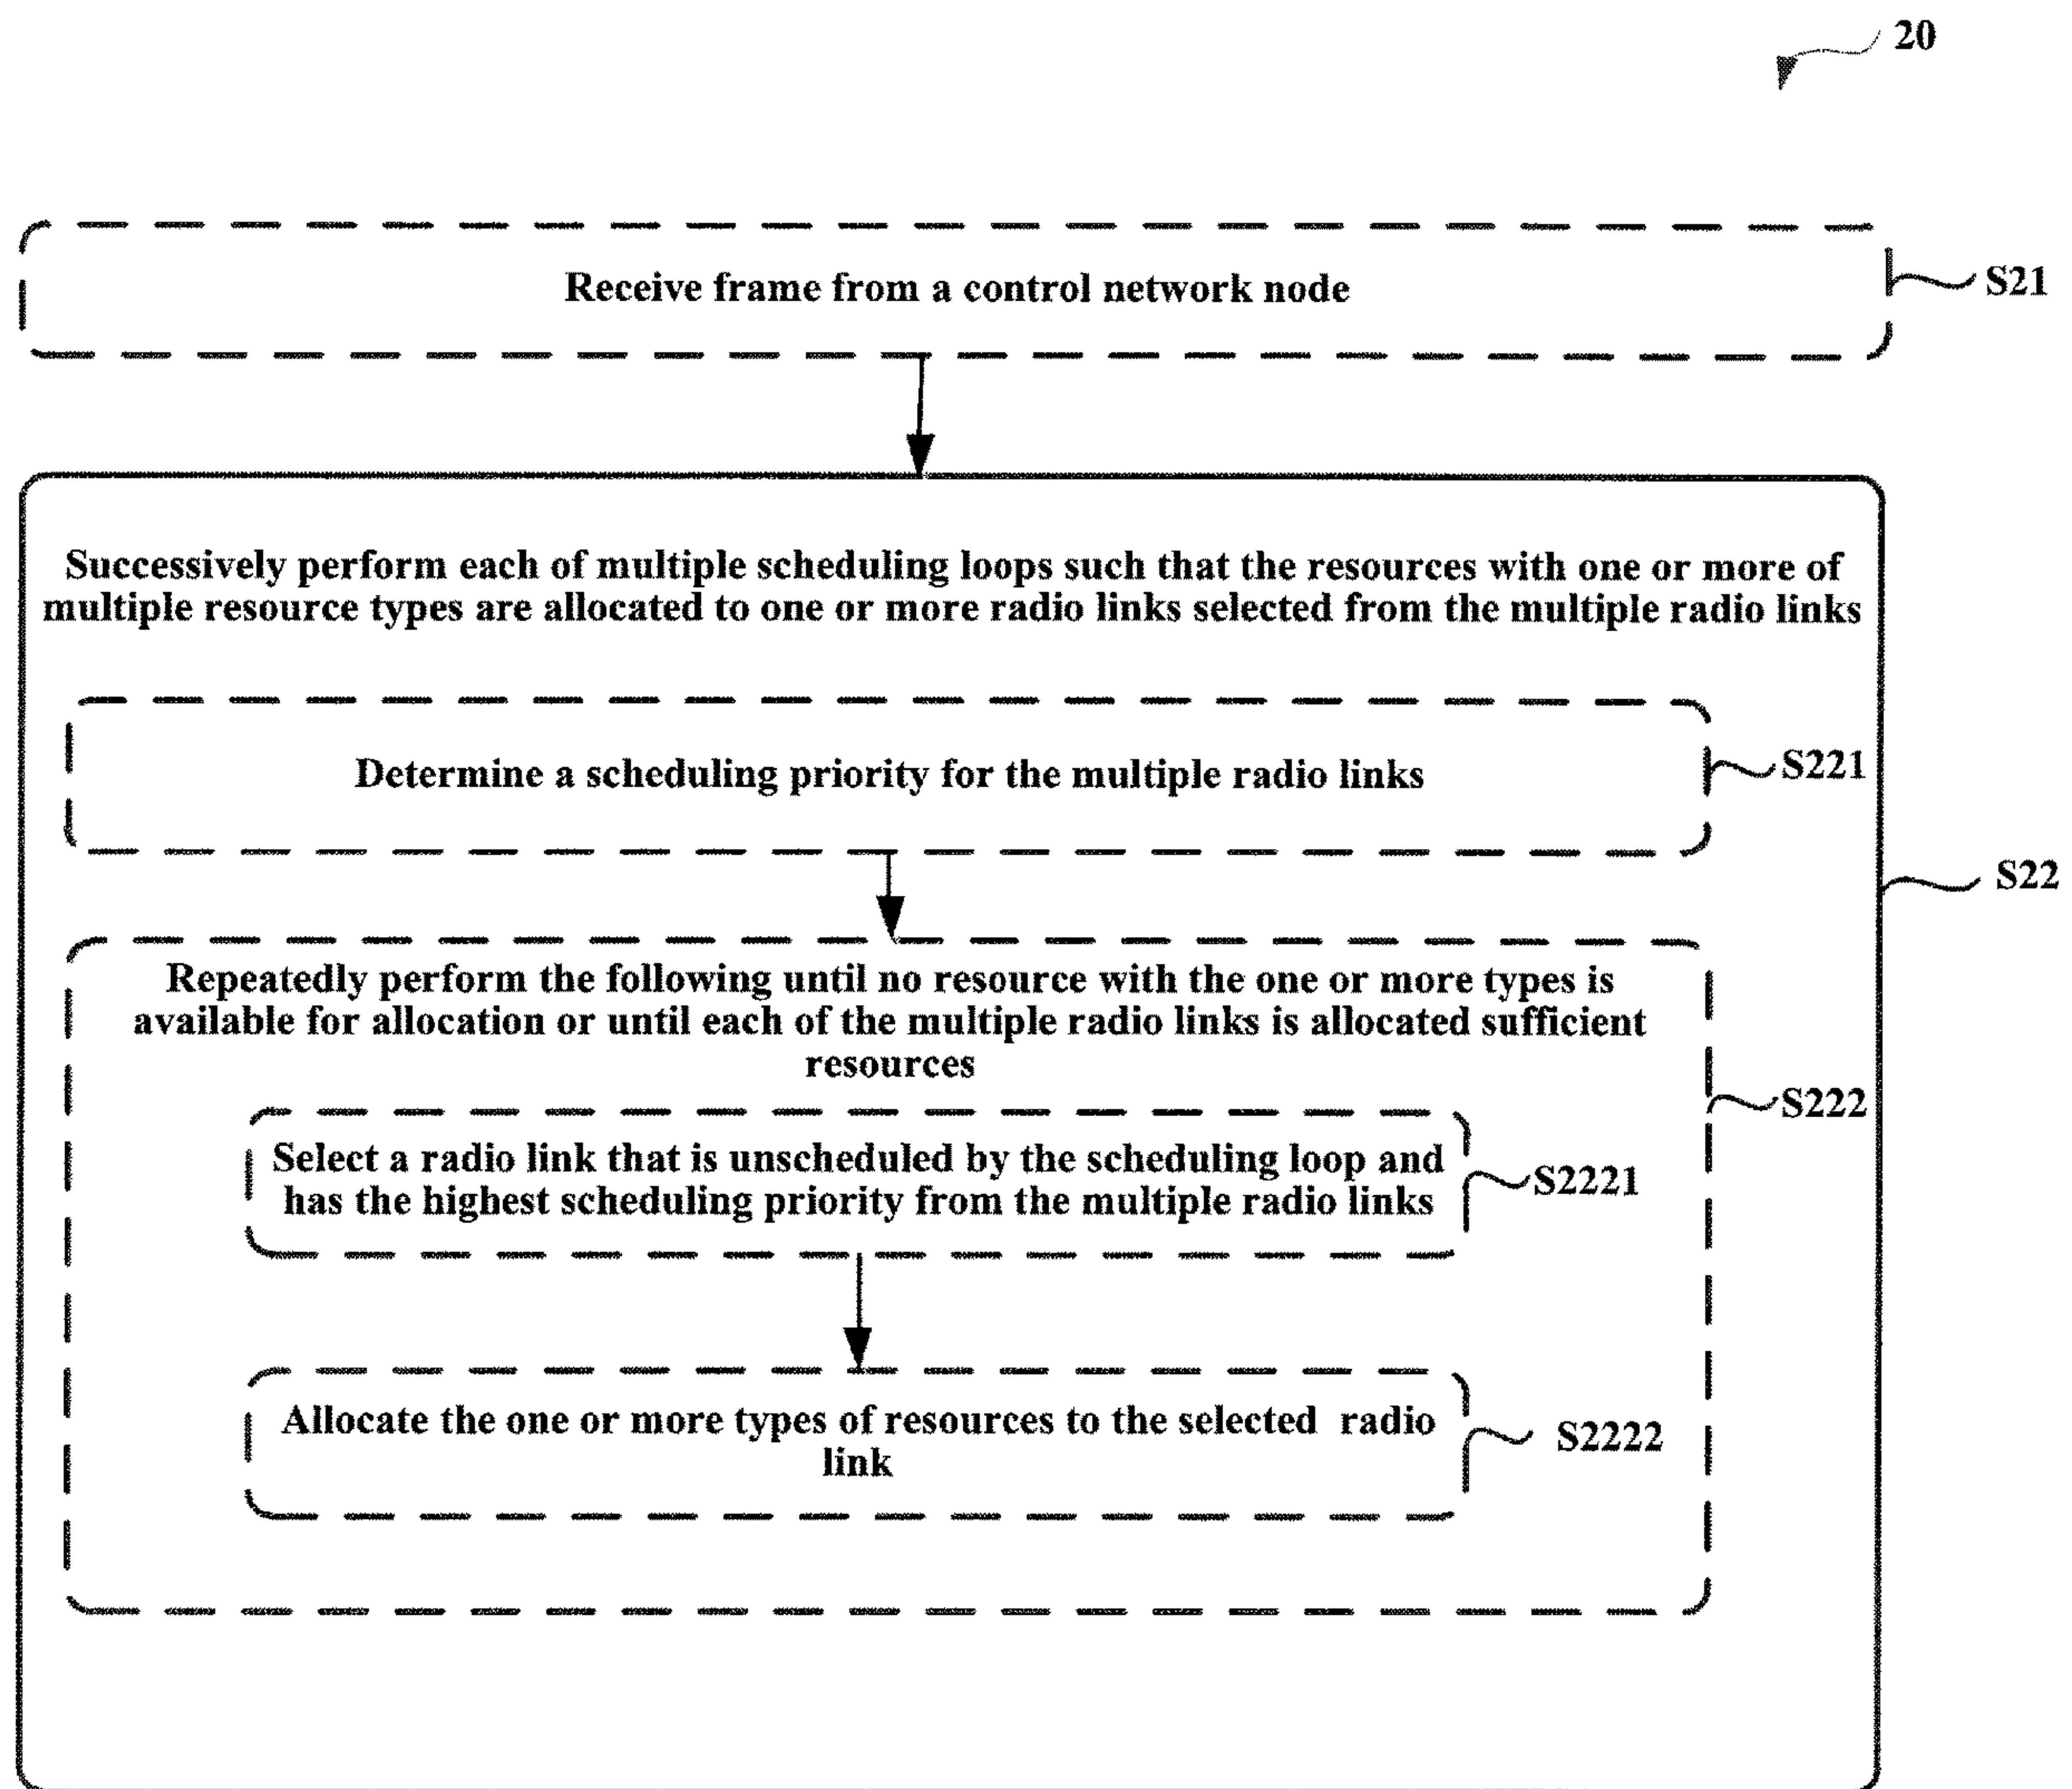 20
Receive frame from a control network node
S21
Successively perform each of multiple scheduling loops such that the resources with one or more of
multiple resource types are allocated to one or more radio links selected from the multiple radio links
Determine a scheduling priority for the multiple radio links
S221
S22
Repeatedly perform the following until no resource with the one or more types is
available for allocation or until each of the multiple radio links is allocated sufficient
resources
S222
Select a radio link that is unscheduled by the scheduling loop and
has the highest scheduling priority from the multiple radio links
S2221
Allocate the one or more types of resources to the selected radio
link
S2222